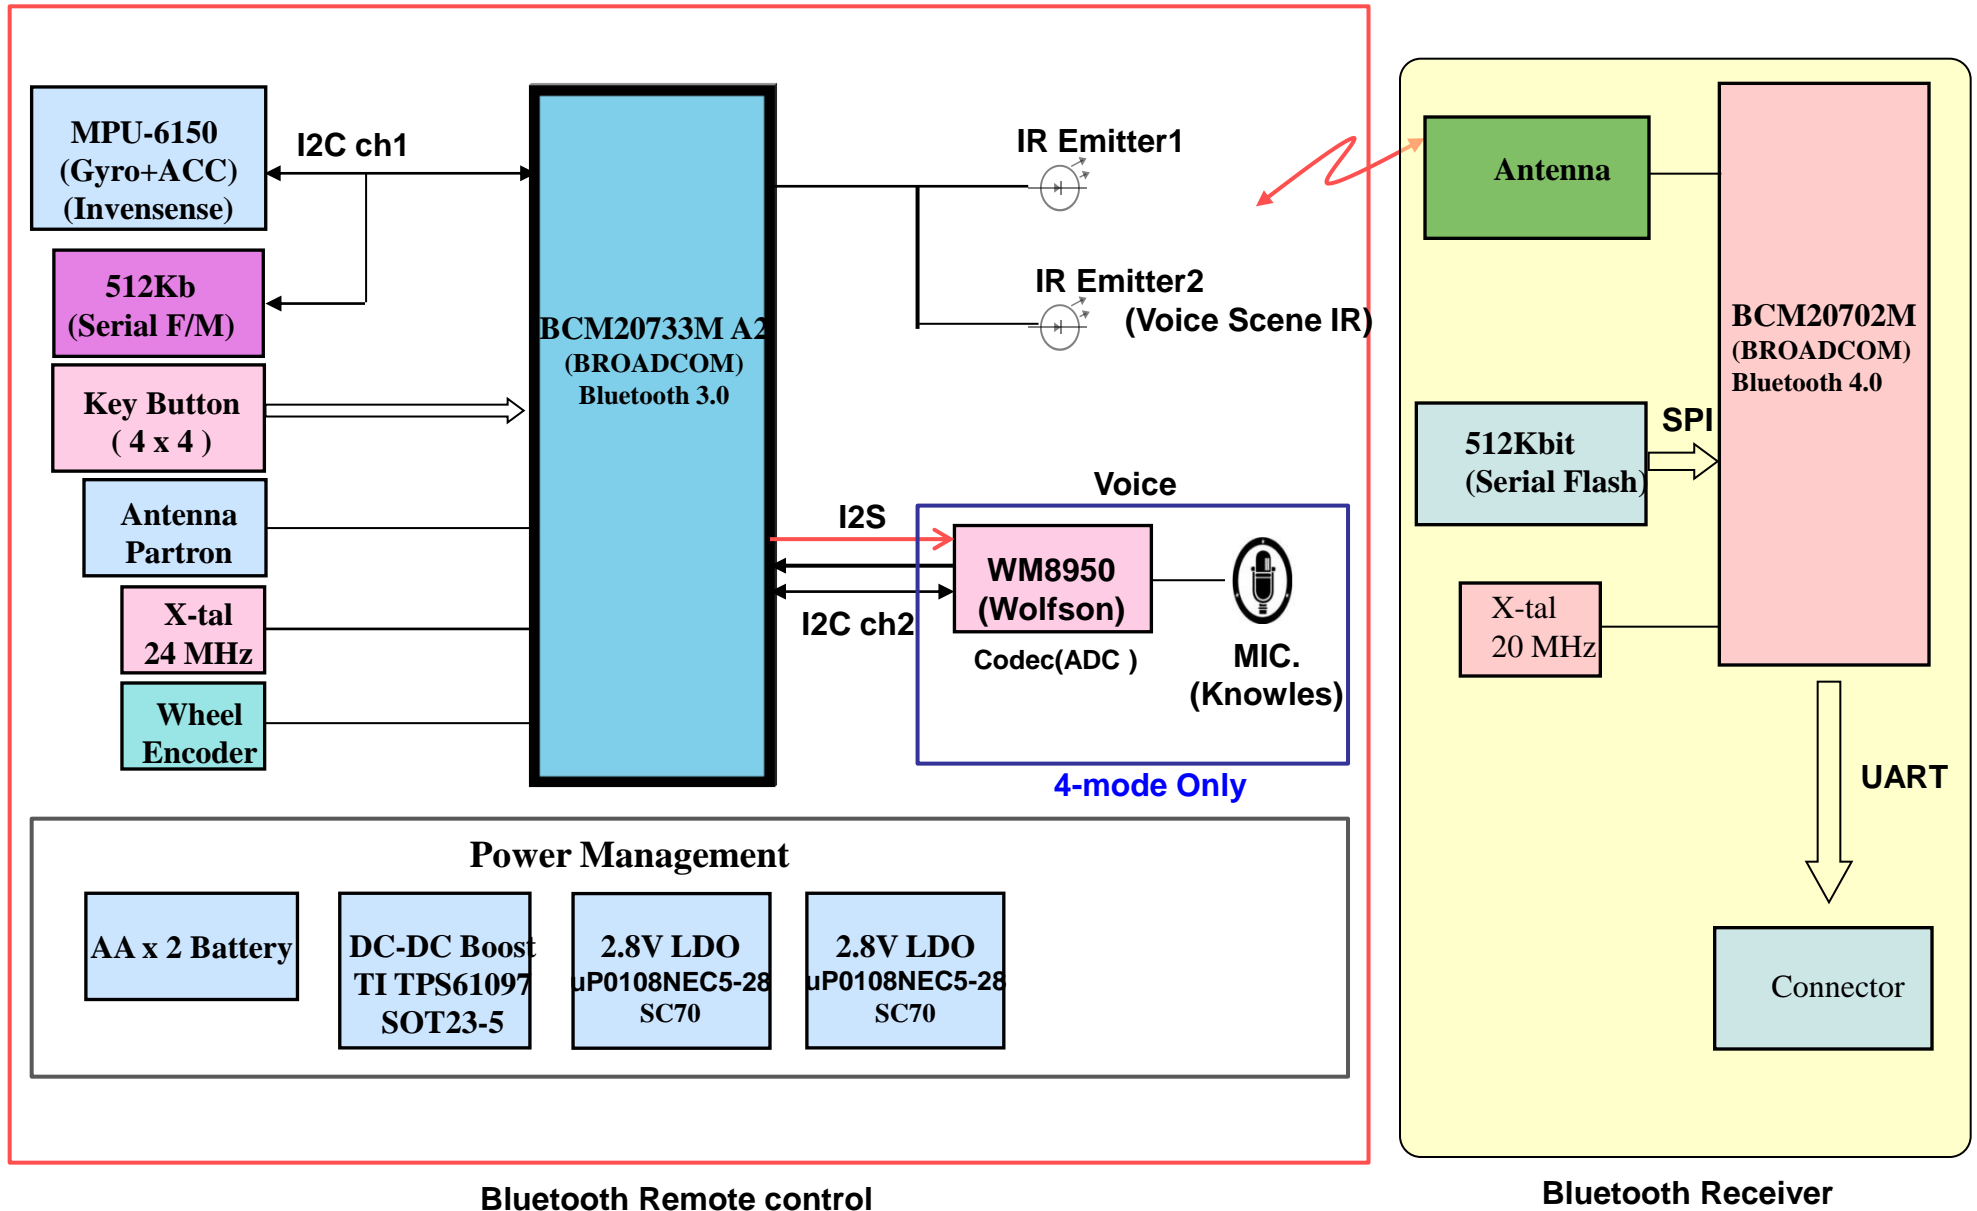 MPU-6150
(Gyro+ACC)
(Invensense)
I2C ch1
512Kb
(Serial F/M)
Key Button
( 4 x 4 )
Antenna
Partron
X-tal
24 MHz
Wheel
Encoder
BCM20733M A2
(BROADCOM)
Bluetooth 3.0
IR Emitter1
IR Emitter2
(Voice Scene IR)
Voice
I2S
I2C ch2
WM8950
(Wolfson)
Codec(ADC )
MIC.
(Knowles)
4-mode Only
Power Management
AA x 2 Battery
DC-DC Boost
TI TPS61097
SOT23-5
2.8V LDO
µP0108NEC5-28
SC70
2.8V LDO
µP0108NEC5-28
SC70
Bluetooth Remote control
Antenna
BCM20702M
(BROADCOM)
Bluetooth 4.0
SPI
512Kbit
(Serial Flash)
X-tal
20 MHz
UART
Connector
Bluetooth Receiver